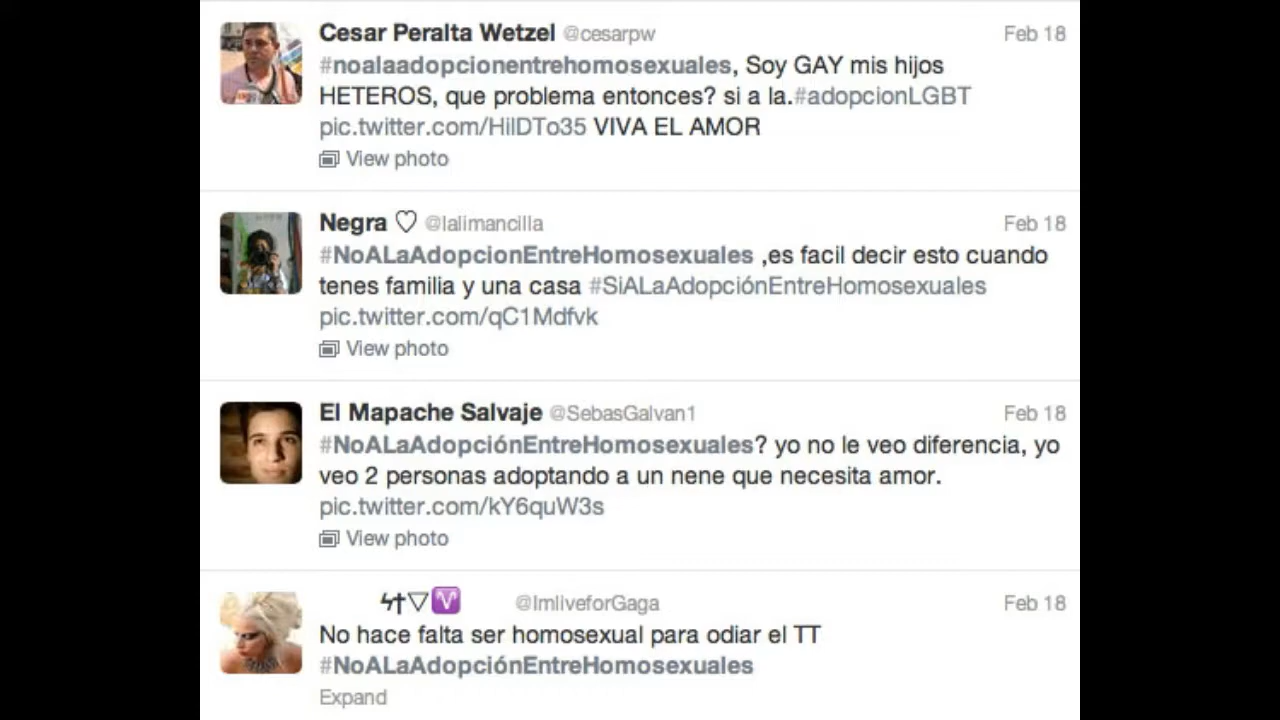 Cesar Peralta Wetzel @cesarpw Feb 18
#noalaadopcionentrehomosexuales, Soy GAY mis hijos
HETEROS, que problema entonces? si a la.#adopcionLGBT
pic.twitter.com/HilDTo35 VIVA EL AMOR
View photo
Negra ♡ @lalimancilla Feb 18
#NoALaAdopcionEntreHomosexuales ,es facil decir esto cuando
tenes familia y una casa #SiALaAdopciónEntreHomosexuales
pic.twitter.com/qC1Mdfvk
View photo
El Mapache Salvaje @SebasGalvan1 Feb 18
#NoALaAdopciónEntreHomosexuales? yo no le veo diferencia, yo
veo 2 personas adoptando a un nene que necesita amor.
pic.twitter.com/kY6quW3s
View photo
ϟ†▽♈ @ImliveforGaga Feb 18
No hace falta ser homosexual para odiar el TT
#NoALaAdopciónEntreHomosexuales
Expand